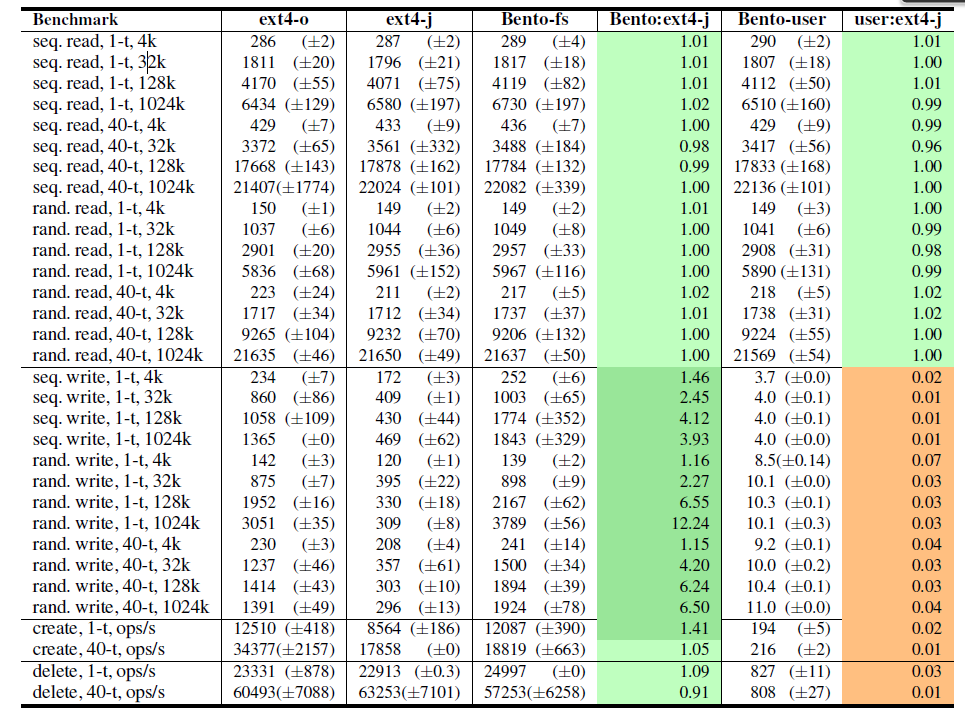 Benchmark ext4-o ext4-j Bento-fs Bento:ext4-j Bento-user user:ext4-j
seq. read, 1-t, 4k 286 (±2) 287 (±2) 289 (±4) 1.01 290 (±2) 1.01
seq. read, 1-t, 32k 1811 (±20) 1796 (±21) 1817 (±18) 1.01 1807 (±18) 1.00
seq. read, 1-t, 128k 4170 (±55) 4071 (±75) 4119 (±82) 1.01 4112 (±50) 1.01
seq. read, 1-t, 1024k 6434 (±129) 6580 (±197) 6730 (±197) 1.02 6510 (±160) 0.99
seq. read, 40-t, 4k 429 (±7) 433 (±9) 436 (±7) 1.00 429 (±9) 0.99
seq. read, 40-t, 32k 3372 (±65) 3561 (±332) 3488 (±184) 0.98 3417 (±56) 0.96
seq. read, 40-t, 128k 17668 (±143) 17878 (±162) 17784 (±132) 0.99 17833 (±168) 1.00
seq. read, 40-t, 1024k 21407(±1774) 22024 (±101) 22082 (±339) 1.00 22136 (±101) 1.00
rand. read, 1-t, 4k 150 (±1) 149 (±2) 149 (±2) 1.01 149 (±3) 1.00
rand. read, 1-t, 32k 1037 (±6) 1044 (±6) 1049 (±8) 1.00 1041 (±6) 0.99
rand. read, 1-t, 128k 2901 (±20) 2955 (±36) 2957 (±33) 1.00 2908 (±31) 0.98
rand. read, 1-t, 1024k 5836 (±68) 5961 (±152) 5967 (±116) 1.00 5890 (±131) 0.99
rand. read, 40-t, 4k 223 (±24) 211 (±2) 217 (±5) 1.02 218 (±5) 1.02
rand. read, 40-t, 32k 1717 (±34) 1712 (±34) 1737 (±37) 1.01 1738 (±31) 1.02
rand. read, 40-t, 128k 9265 (±104) 9232 (±70) 9206 (±132) 1.00 9224 (±55) 1.00
rand. read, 40-t, 1024k 21635 (±46) 21650 (±49) 21637 (±50) 1.00 21569 (±54) 1.00
seq. write, 1-t, 4k 234 (±7) 172 (±3) 252 (±6) 1.46 3.7 (±0.0) 0.02
seq. write, 1-t, 32k 860 (±86) 409 (±1) 1003 (±65) 2.45 4.0 (±0.1) 0.01
seq. write, 1-t, 128k 1058 (±109) 430 (±44) 1774 (±352) 4.12 4.0 (±0.1) 0.01
seq. write, 1-t, 1024k 1365 (±0) 469 (±62) 1843 (±329) 3.93 4.0 (±0.0) 0.01
rand. write, 1-t, 4k 142 (±3) 120 (±1) 139 (±2) 1.16 8.5(±0.14) 0.07
rand. write, 1-t, 32k 875 (±7) 395 (±22) 898 (±9) 2.27 10.1 (±0.0) 0.03
rand. write, 1-t, 128k 1952 (±16) 330 (±18) 2167 (±62) 6.55 10.3 (±0.1) 0.03
rand. write, 1-t, 1024k 3051 (±35) 309 (±8) 3789 (±56) 12.24 10.1 (±0.3) 0.03
rand. write, 40-t, 4k 230 (±3) 208 (±4) 241 (±14) 1.15 9.2 (±0.1) 0.04
rand. write, 40-t, 32k 1237 (±46) 357 (±61) 1500 (±34) 4.20 10.0 (±0.2) 0.03
rand. write, 40-t, 128k 1414 (±43) 303 (±10) 1894 (±39) 6.24 10.4 (±0.1) 0.03
rand. write, 40-t, 1024k 1391 (±49) 296 (±13) 1924 (±78) 6.50 11.0 (±0.0) 0.04
create, 1-t, ops/s 12510 (±418) 8564 (±186) 12087 (±390) 1.41 194 (±5) 0.02
create, 40-t, ops/s 34377(±2157) 17858 (±0) 18819 (±663) 1.05 216 (±2) 0.01
delete, 1-t, ops/s 23331 (±878) 22913 (±0.3) 24997 (±0) 1.09 827 (±11) 0.03
delete, 40-t, ops/s 60493(±7088) 63253(±7101) 57253(±6258) 0.91 808 (±27) 0.01